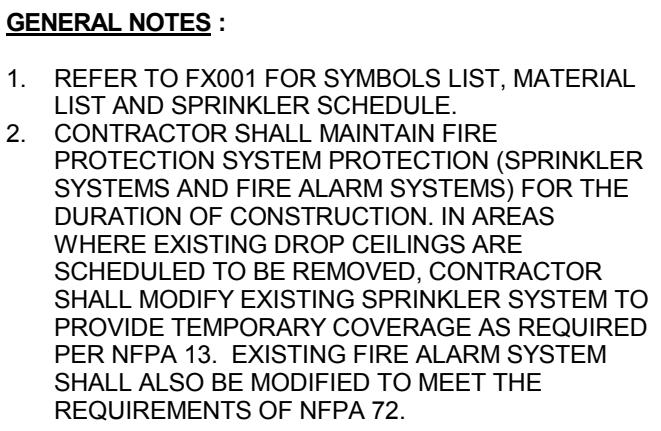 GENERAL NOTES :
1. REFER TO FX001 FOR SYMBOLS LIST, MATERIAL
LIST AND SPRINKLER SCHEDULE.
2. CONTRACTOR SHALL MAINTAIN FIRE
PROTECTION SYSTEM PROTECTION (SPRINKLER
SYSTEMS AND FIRE ALARM SYSTEMS) FOR THE
DURATION OF CONSTRUCTION. IN AREAS
WHERE EXISTING DROP CEILINGS ARE
SCHEDULED TO BE REMOVED, CONTRACTOR
SHALL MODIFY EXISTING SPRINKLER SYSTEM TO
PROVIDE TEMPORARY COVERAGE AS REQUIRED
PER NFPA 13. EXISTING FIRE ALARM SYSTEM
SHALL ALSO BE MODIFIED TO MEET THE
REQUIREMENTS OF NFPA 72.